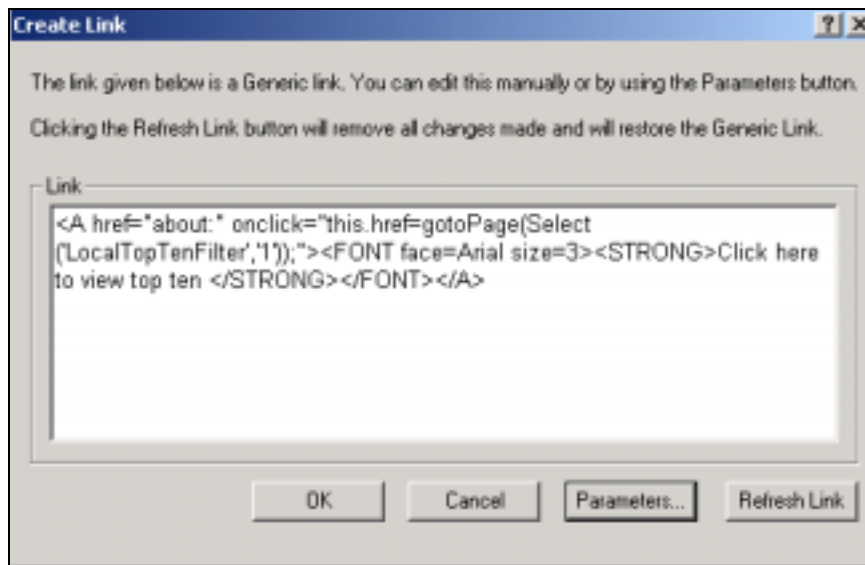 Create Link
The link given below is a Generic link. You can edit this manually or by using the Parameters button.
Clicking the Refresh Link button will remove all changes made and will restore the Generic Link.
Link
<A href="about:" onclick="this.href=gotoPage(Select
('LocalTopTenFilter','1'));"><FONT face=Arial size=3><STRONG>Click here
to view top ten </STRONG></FONT></A>
OK Cancel Parameters... Refresh Link